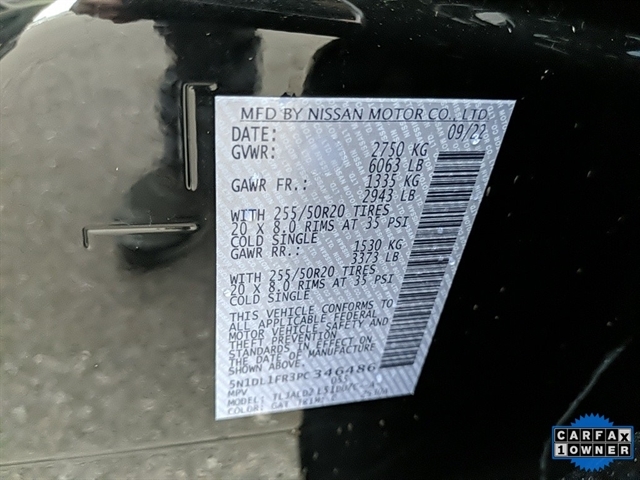 MFD BY NISSAN MOTOR CO., LTD
DATE: 09/22
GVWR: 2750 KG
6063 LB
GAWR FR.: 1335 KG
2943 LB
WITH 255/50R20 TIRES
20 X 8.0 RIMS AT 35 PSI
COLD SINGLE
GAWR RR.: 1530 KG
3373 LB
WITH 255/50R20 TIRES
20 X 8.0 RIMS AT 35 PSI
COLD SINGLE
THIS VEHICLE CONFORMS TO
ALL APPLICABLE FEDERAL
MOTOR VEHICLE SAFETY AND
THEFT PREVENTION
STANDARDS IN EFFECT ON
THE DATE OF MANUFACTURE
5N1DL1FR3PC346486
MPV
MODEL:
COLOR:
CARFAX
1 OWNER